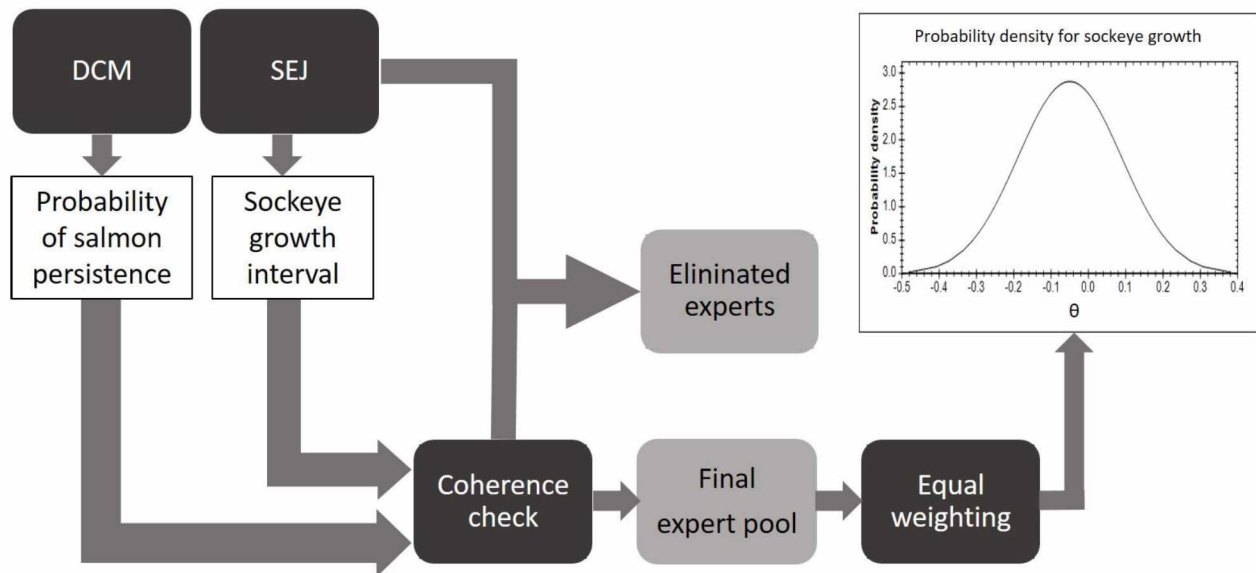 DCM
SEJ
Probability
of salmon
persistence
Sockeye
growth
interval
Elininated
experts
Coherence
check
Final
expert pool
Equal
weighting
Probability density for sockeye growth
Probability density
3.0
2.5
2.0
1.5
1.0
0.5
0.0
-0.5 -0.4 -0.3 -0.2 -0.1 0.0 0.1 0.2 0.3 0.4
θ